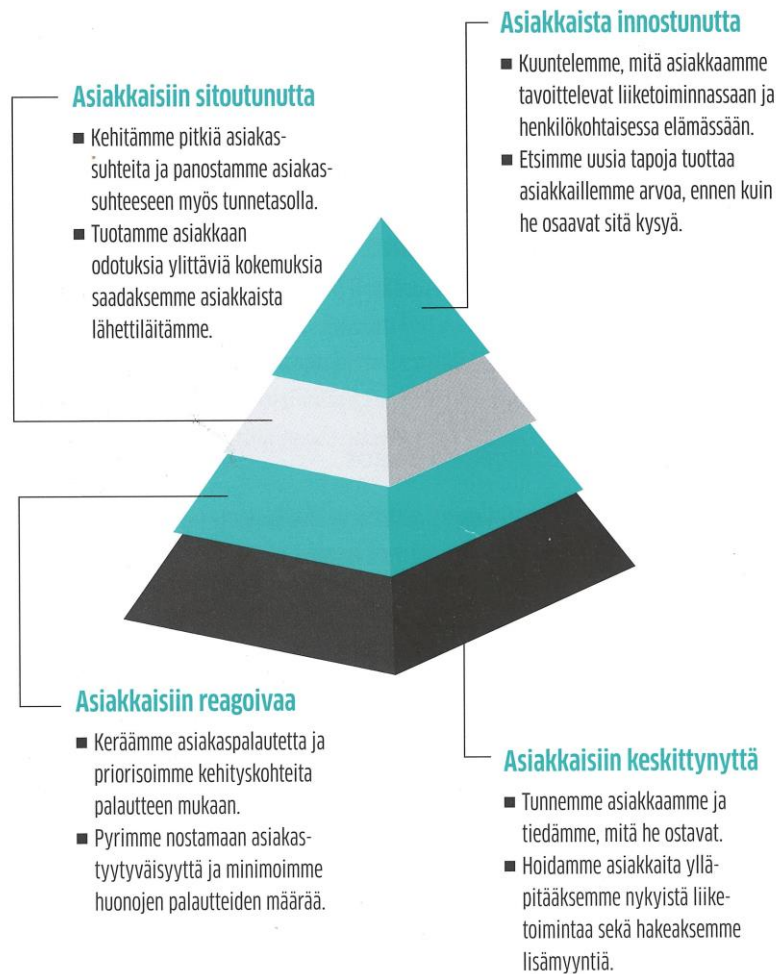 Asiakkaista innostunutta
■ Kuuntelemme, mitä asiakkaamme
tavoittelevat liiketoiminnassaan ja
henkilökohtaisessa elämässään.
■ Etsimme uusia tapoja tuottaa
asiakkaillemme arvoa, ennen kuin
he osaavat sitä kysyä.
Asiakkaisiin sitoutunutta
■ Kehitämme pitkiä asiakas-
suhteita ja panostamme asiakas-
suhteeseen myös tunnetasolla.
■ Tuotamme asiakkaan
odotuksia ylittäviä kokemuksia
saadaksemme asiakkaista
lähettiläitämme.
Asiakkaisiin reagoivaa
■ Keräämme asiakaspalautetta ja
priorisoimme kehityskohteita
palautteen mukaan.
■ Pyrimme nostamaan asiakas-
tyytyväisyyttä ja minimoimme
huonojen palautteiden määrää.
Asiakkaisiin keskittynyttä
■ Tunnemme asiakkaamme ja
tiedämme, mitä he ostavat.
■ Hoidamme asiakkaita yllä-
pitääksemme nykyistä liike-
toimintaa sekä hakeaksemme
lisämyyntiä.